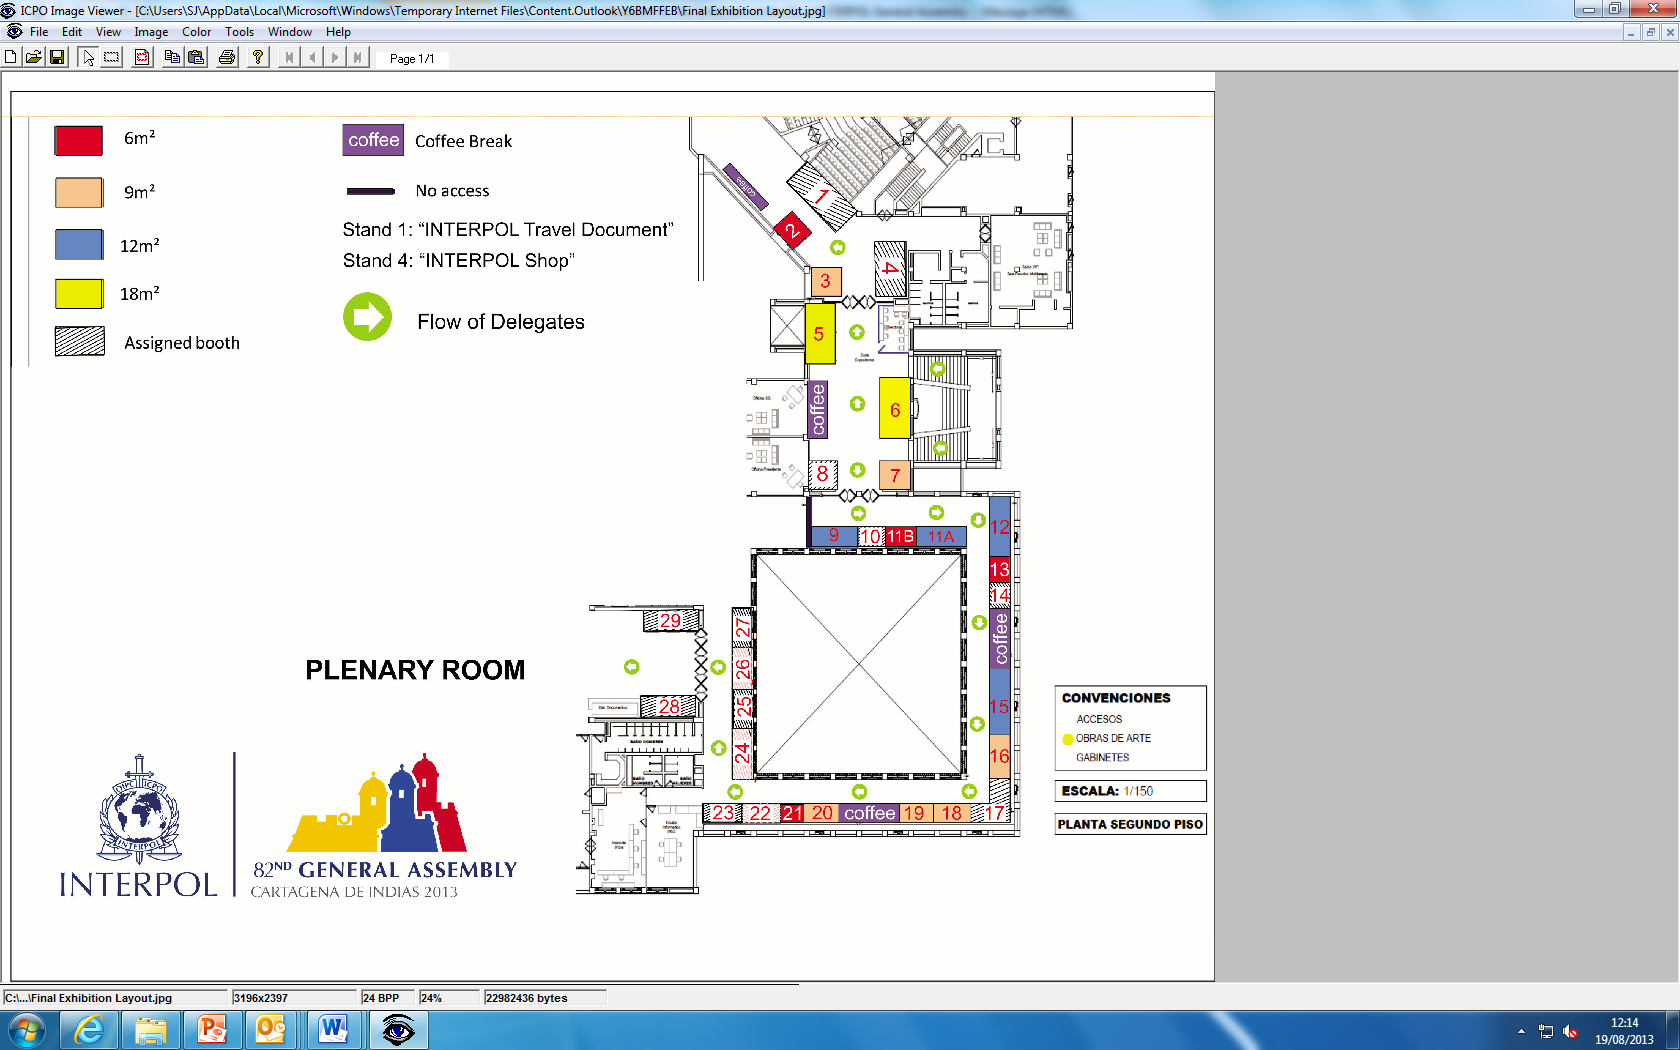 ICPO Image Viewer - [C:\Users\SJ\AppData\Local\Microsoft\Windows\Temporary Internet Files\Content.Outlook\Y6BMFFEB\Final Exhibition Layout.jpg]
File Edit View Image Color Tools Window Help
Page 1/1
6m²
9m²
12m²
18m²
Assigned booth
coffee Coffee Break
No access
Stand 1: “INTERPOL Travel Document”
Stand 4: “INTERPOL Shop”
Flow of Delegates
coffee
1
2
3
4
5
6
coffee
8
7
9
10
11B
11A
12
13
14
coffee
15
16
17
18
19
coffee
20
21
22
23
24
25
26
27
28
29
PLENARY ROOM
CONVENCIONES
ACCESOS
OBRAS DE ARTE
GABINETES
ESCALA: 1/150
PLANTA SEGUNDO PISO
OIPC ICPO
INTERPOL
INTERPOL
82ND GENERAL ASSEMBLY
CARTAGENA DE INDIAS 2013
C:\...\Final Exhibition Layout.jpg 3196x2397 24 BPP 24% 22982436 bytes
12:14
19/08/2013